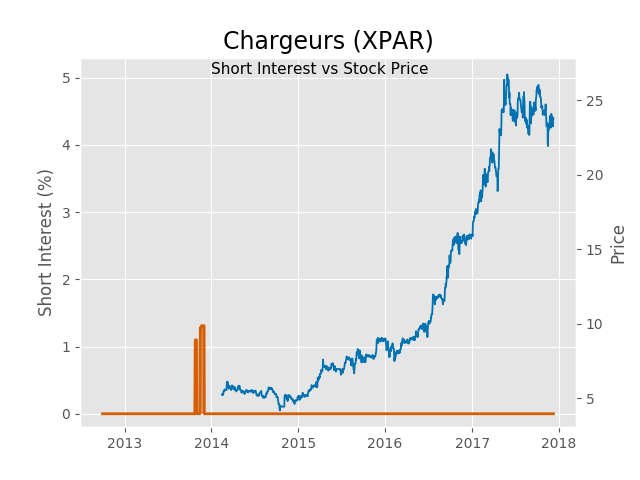 Chargeurs (XPAR)
Short Interest vs Stock Price
Short Interest (%)
5
4
3
2
1
0
25
20
15
10
5
Price
2013 2014 2015 2016 2017 2018